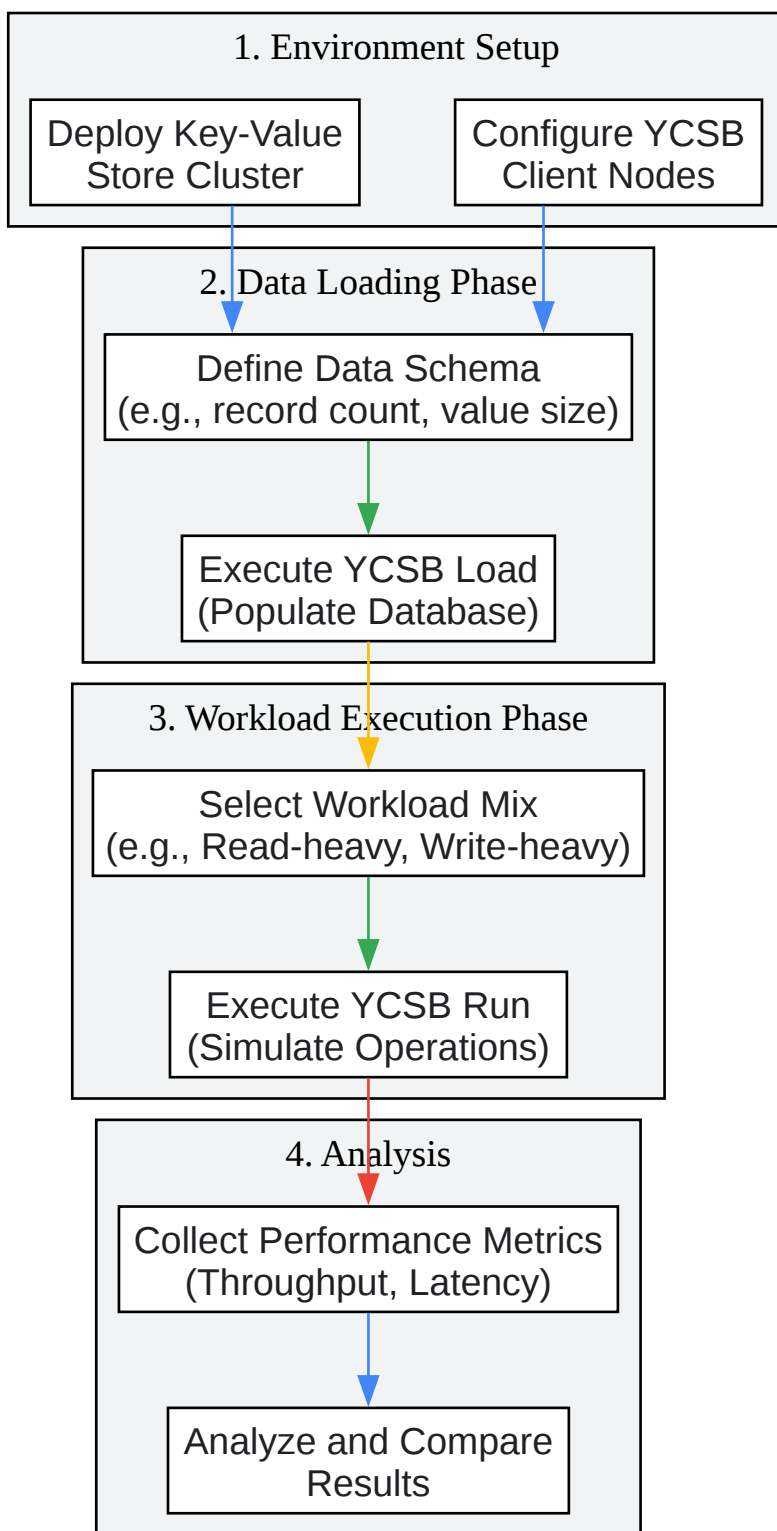 1. Environment Setup
Deploy Key-Value
Store Cluster
Configure YCSB
Client Nodes
2. Data Loading Phase
Define Data Schema
(e.g., record count, value size)
Execute YCSB Load
(Populate Database)
3. Workload Execution Phase
Select Workload Mix
(e.g., Read-heavy, Write-heavy)
Execute YCSB Run
(Simulate Operations)
4. Analysis
Collect Performance Metrics
(Throughput, Latency)
Analyze and Compare
Results